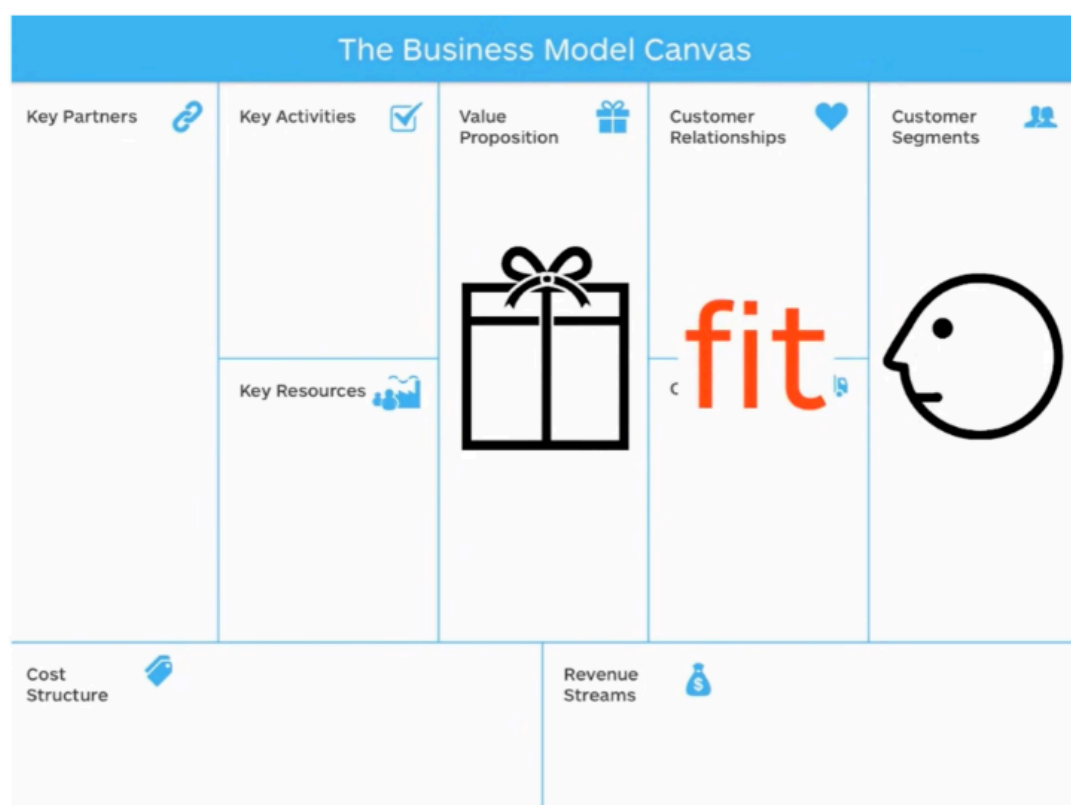 The Business Model Canvas
Key Partners
Key Activities
Value
Proposition
Customer
Relationships
Customer
Segments
fit
Key Resources
Cost
Structure
Revenue
Streams
$